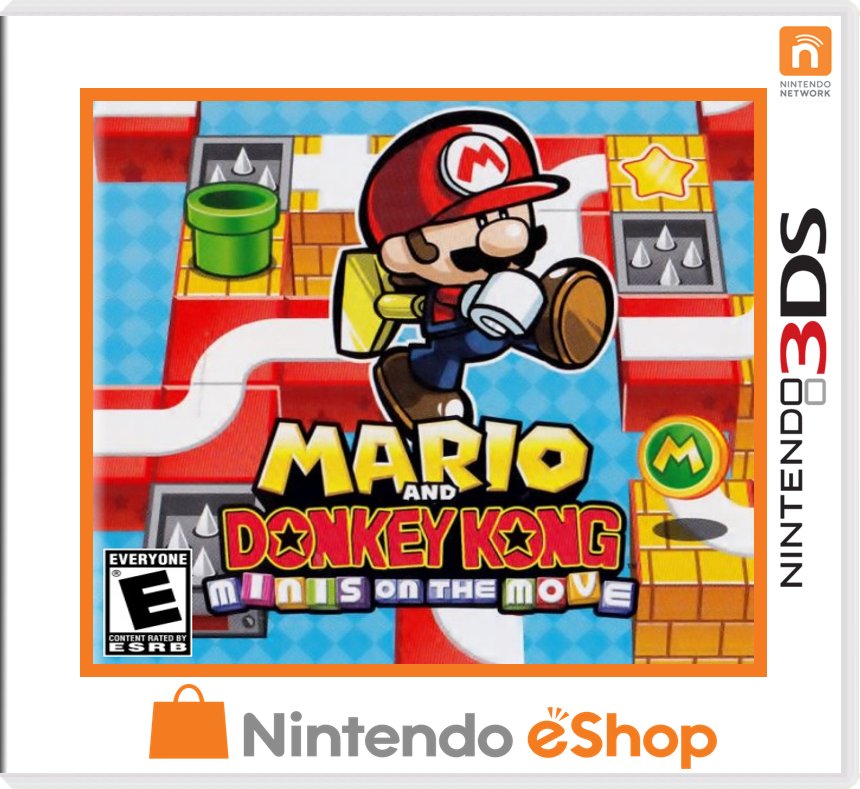 n
NINTENDO
NETWORK
M
NINTENDO 3DS
M
MARIO
AND
DONKEY KONG
MINIS ON THE MOVE
EVERYONE
®
E
CONTENT RATED BY
ESRB
Nintendo eShop